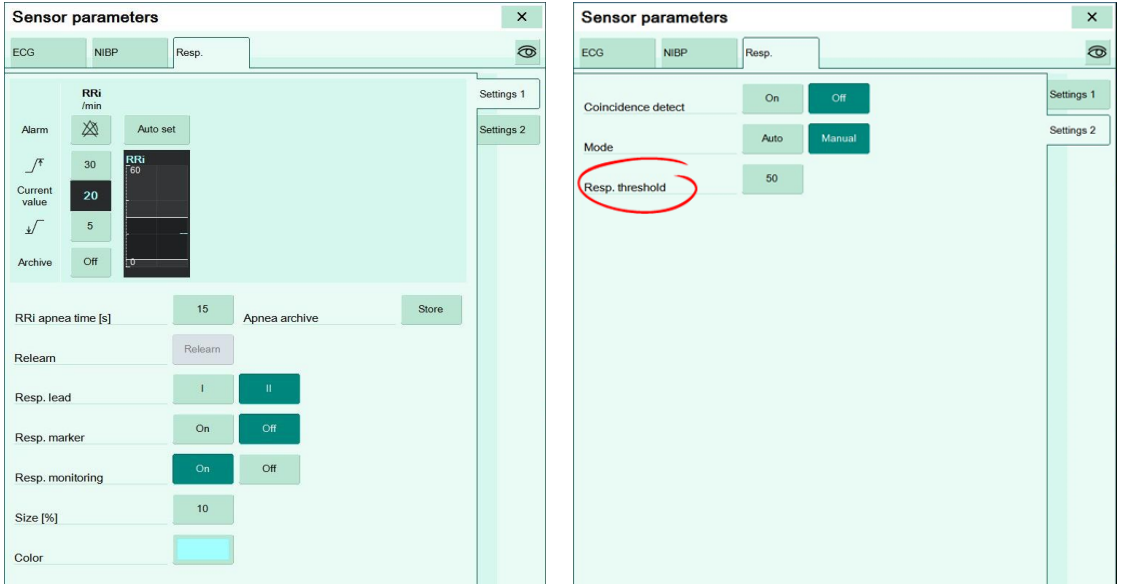 Sensor parameters
×
ECG NIBP Resp.
Settings 1
Settings 2
RRi
/min
Alarm Auto set
30
RRi
60
Current value 20
5
0
Archive Off
RRi apnea time [s] 15 Apnea archive Store
Relearn Relearn
Resp. lead I II
Resp. marker On Off
Resp. monitoring On Off
Size [%] 10
Color
Sensor parameters
×
ECG NIBP Resp.
Settings 1
Settings 2
Coincidence detect On Off
Mode Auto Manual
Resp. threshold 50